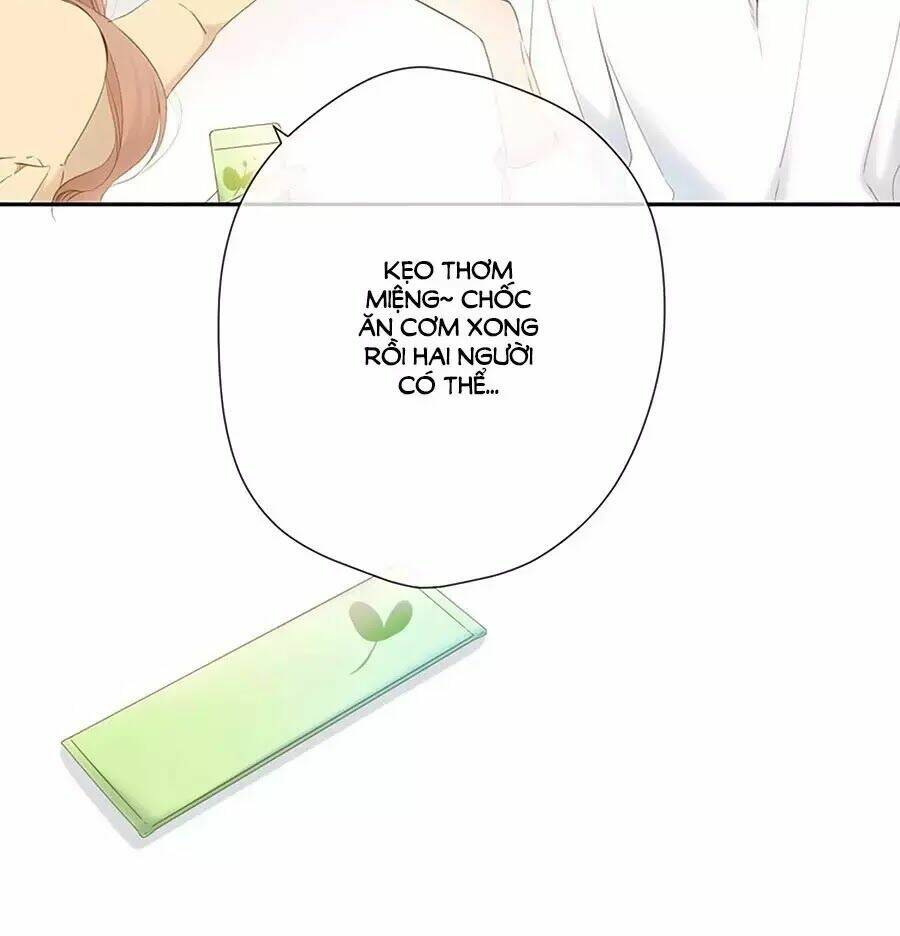 KẸO THƠM
MIỆNG~ CHỐC
ĂN CƠM XONG
RỒI HAI NGƯỜI
CÓ THỂ...